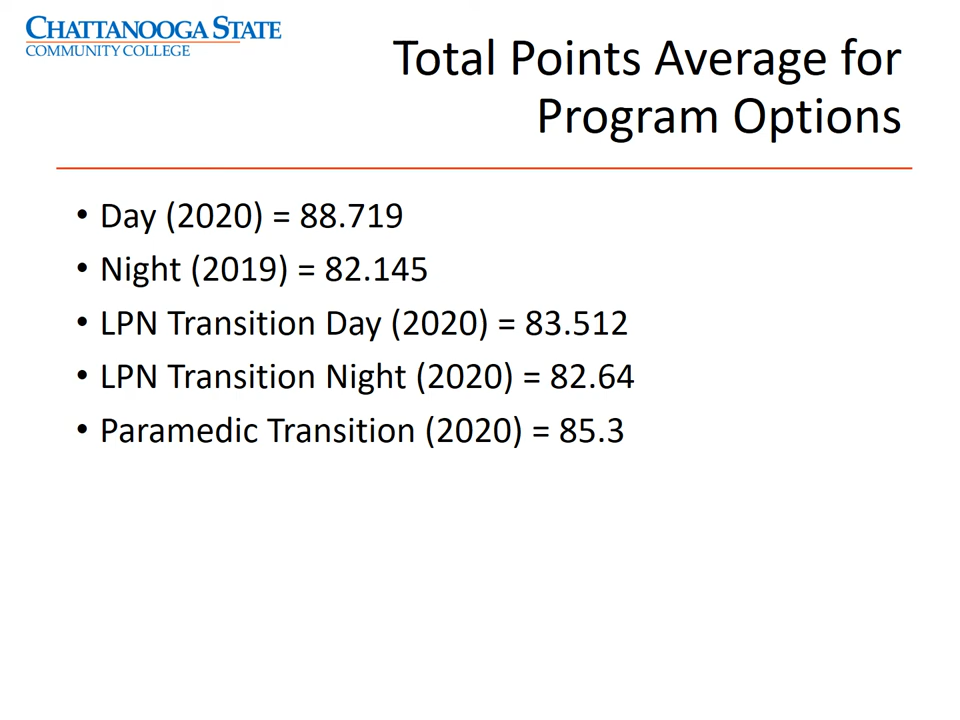 CHATTANOOGA STATE
COMMUNITY COLLEGE
Total Points Average for
Program Options
• Day (2020) = 88.719
• Night (2019) = 82.145
• LPN Transition Day (2020) = 83.512
• LPN Transition Night (2020) = 82.64
• Paramedic Transition (2020) = 85.3